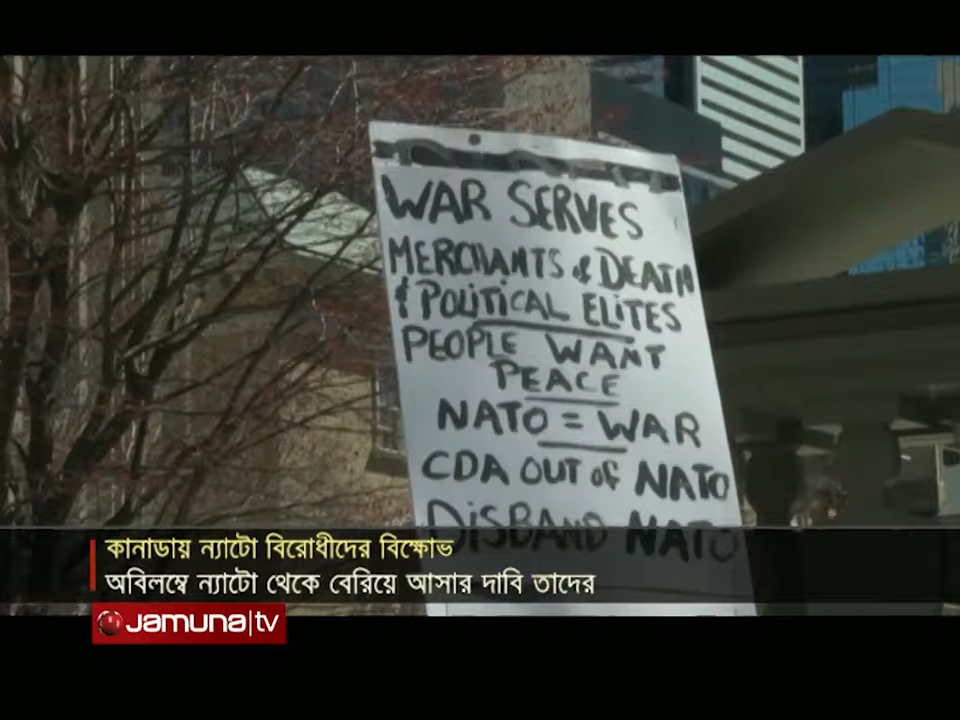 WAR SERVES
MERCHANTS of DEATH
& POLITICAL ELITES
PEOPLE WANT
PEACE
NATO = WAR
CDA OUT OF NATO
DISBAND NATO
কানাডায় ন্যাটো বিরোধীদের বিক্ষোভ
অবিলম্বে ন্যাটো থেকে বেরিয়ে আসার দাবি তাদের
Jamuna|tv